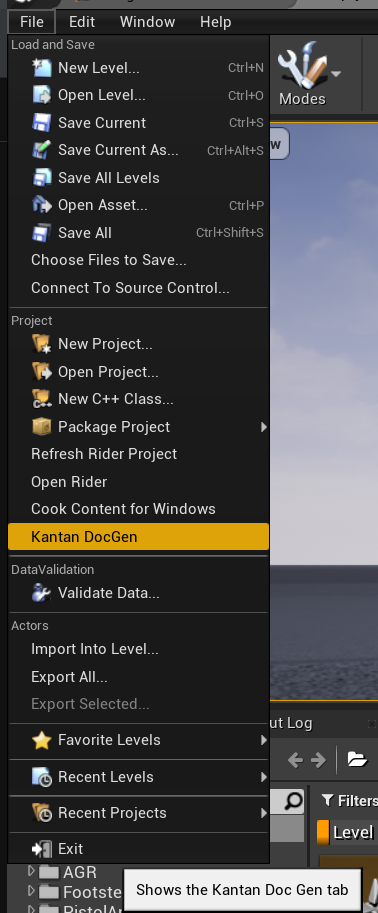 File Edit Window Help
Load and Save
New Level... Ctrl+N
Open Level... Ctrl+O
Save Current Ctrl+S
Save Current As... Ctrl+Alt+S
Save All Levels
Open Asset... Ctrl+P
Save All Ctrl+Shift+S
Choose Files to Save...
Connect To Source Control...
Modes
w
Project
New Project...
Open Project...
New C++ Class...
C++
Package Project
Refresh Rider Project
Open Rider
Cook Content for Windows
Kantan DocGen
DataValidation
Validate Data...
Actors
Import Into Level...
Export All...
Export Selected...
Favorite Levels
Recent Levels
Recent Projects
Exit
ut Log
Filters
Level
AGR
Footste
Shows the Kantan Doc Gen tab